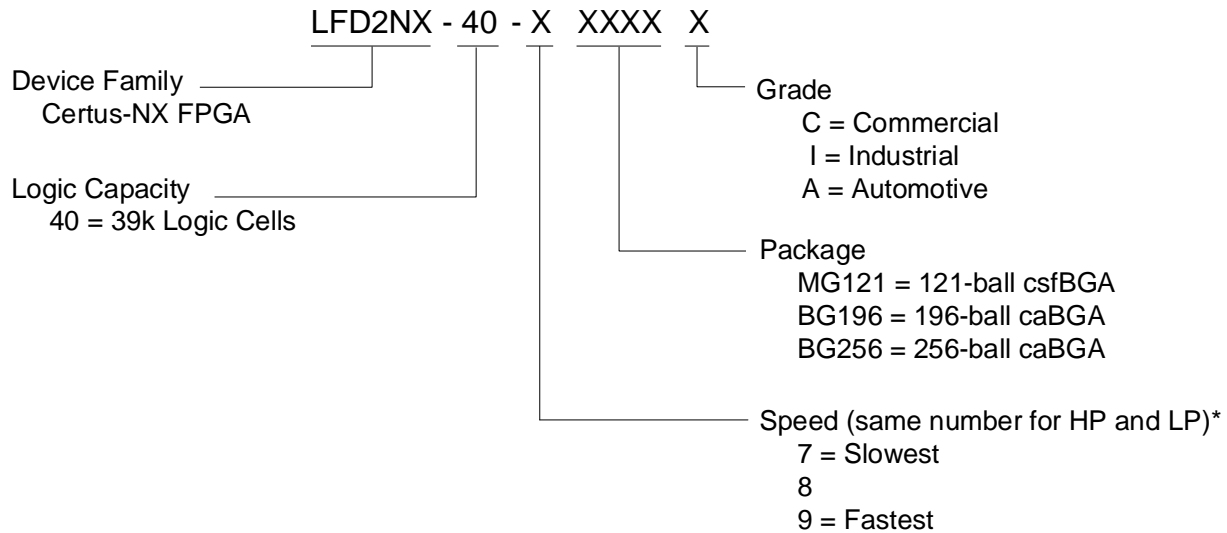 LFD2NX - 40 - X XXXX X
Device Family
Certus-NX FPGA
Logic Capacity
40 = 39k Logic Cells
Grade
C = Commercial
I = Industrial
A = Automotive
Package
MG121 = 121-ball csfBGA
BG196 = 196-ball caBGA
BG256 = 256-ball caBGA
Speed (same number for HP and LP)*
7 = Slowest
8
9 = Fastest